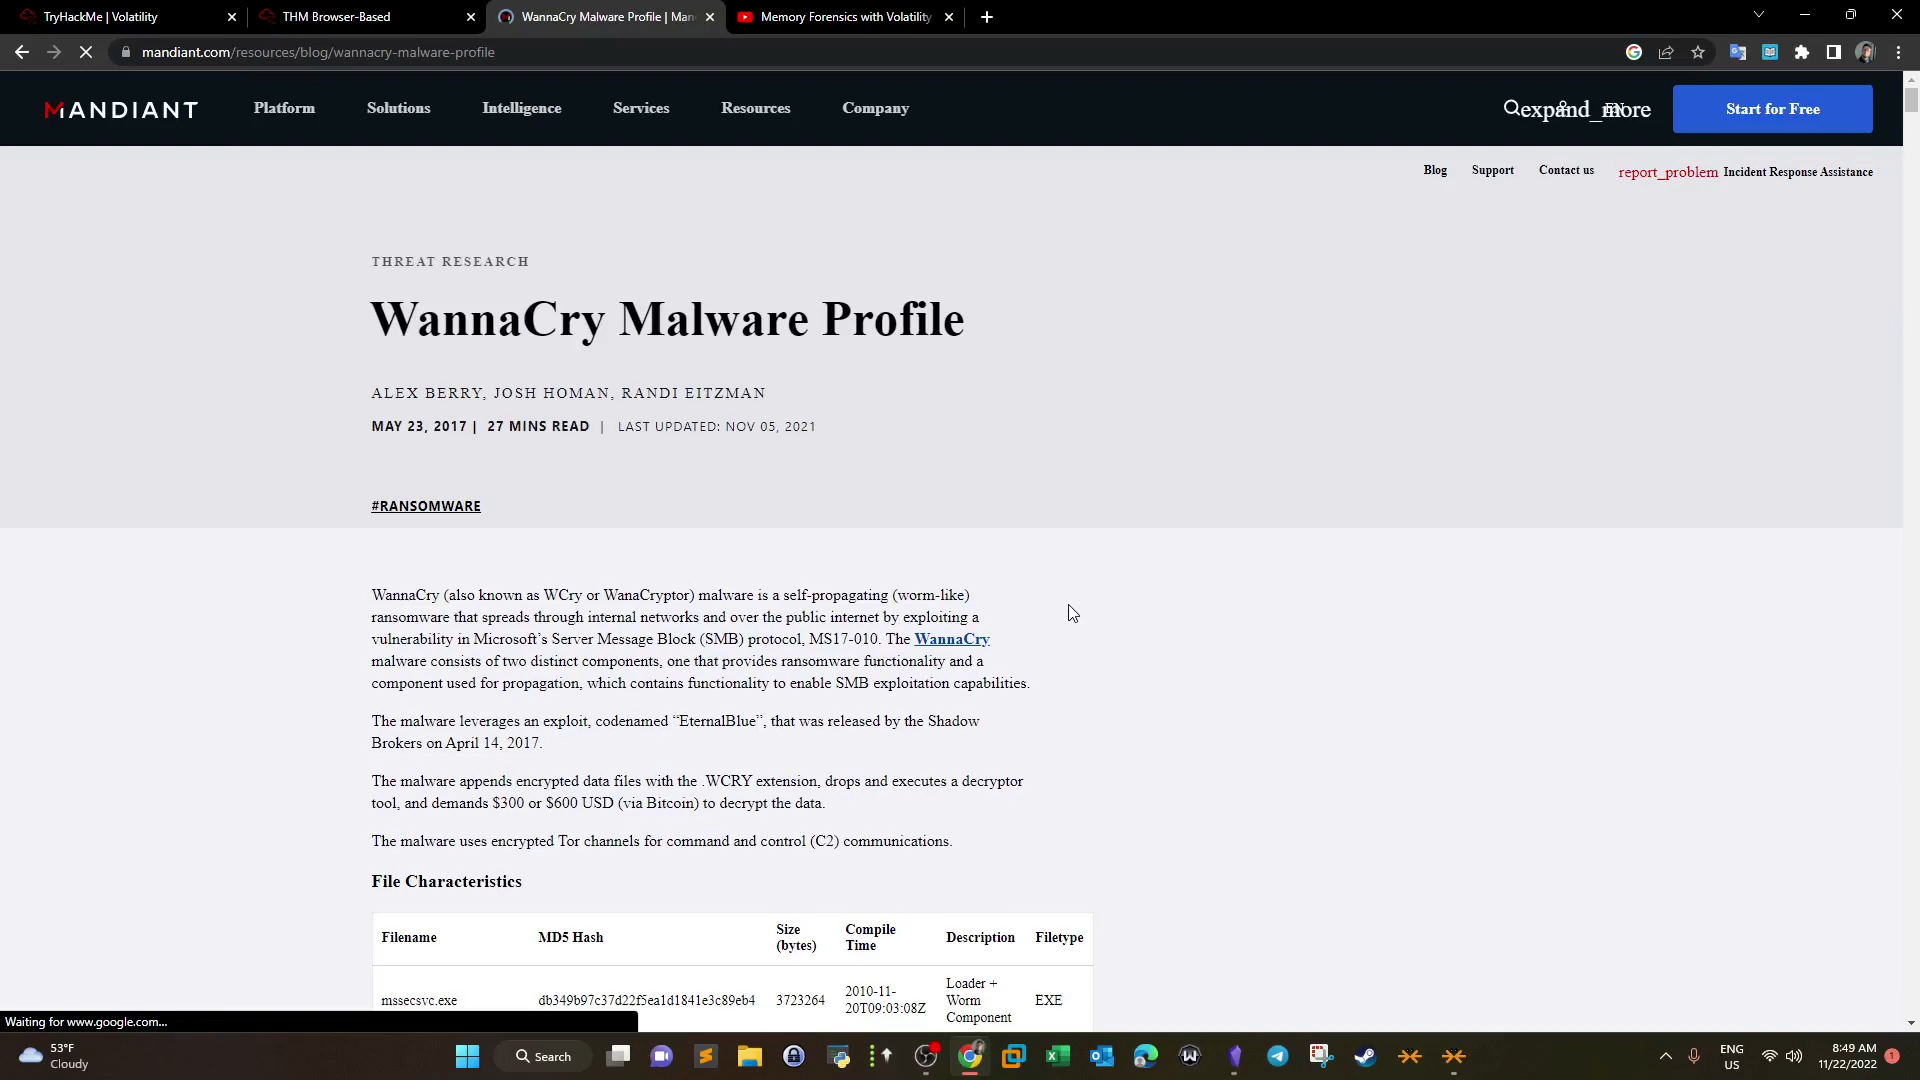 TryHackMe | Volatility
THM Browser-Based
WannaCry Malware Profile | Man
Memory Forensics with Volatility
mandiant.com/resources/blog/wannacry-malware-profile
MANDIANT
Platform
Solutions
Intelligence
Services
Resources
Company
expand_more
EN
Start for Free
Blog
Support
Contact us
report_problem Incident Response Assistance
THREAT RESEARCH
WannaCry Malware Profile
ALEX BERRY, JOSH HOMAN, RANDI EITZMAN
MAY 23, 2017 | 27 MINS READ | LAST UPDATED: NOV 05, 2021
#RANSOMWARE
WannaCry (also known as WCry or WanaCryptor) malware is a self-propagating (worm-like)
ransomware that spreads through internal networks and over the public internet by exploiting a
vulnerability in Microsoft’s Server Message Block (SMB) protocol, MS17-010. The WannaCry
malware consists of two distinct components, one that provides ransomware functionality and a
component used for propagation, which contains functionality to enable SMB exploitation capabilities.
The malware leverages an exploit, codenamed “EternalBlue”, that was released by the Shadow
Brokers on April 14, 2017.
The malware appends encrypted data files with the .WCRY extension, drops and executes a decryptor
tool, and demands $300 or $600 USD (via Bitcoin) to decrypt the data.
The malware uses encrypted Tor channels for command and control (C2) communications.
File Characteristics
Filename
MD5 Hash
Size
(bytes)
Compile
Time
Description
Filetype
mssecsvc.exe
db349b97c37d22f5ea1d1841e3c89eb4
3723264
2010-11-
20T09:03:08Z
Loader +
Worm
Component
EXE
Waiting for www.google.com...
53°F
Cloudy
Search
ENG
US
8:49 AM
11/22/2022
1